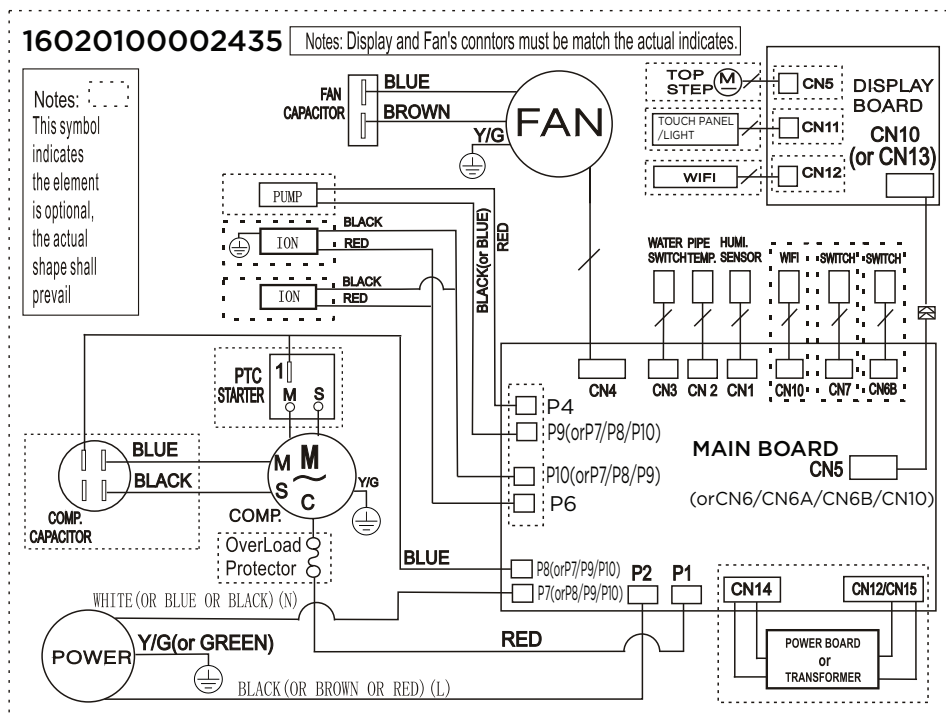 16020100002435
Notes: Display and Fan's conntors must be match the actual indicates.
Notes:
This symbol
indicates
the element
is optional,
the actual
shape shall
prevail
FAN
CAPACITOR
BLUE
BROWN
Y/G
FAN
TOP
STEP
M
CN5
TOUCH PANEL
/LIGHT
CN11
WIFI
CN12
DISPLAY
BOARD
CN10
(or CN13)
PUMP
ION
BLACK
RED
ION
BLACK
RED
BLACK(or BLUE)
RED
WATER
SWITCH
PIPE
TEMP.
HUMI.
SENSOR
WIFI
SWITCH
SWITCH
CN4
CN3
CN 2
CN1
CN10
CN7
CN6B
PTC
STARTER
1
M
S
P4
P9(orP7/P8/P10)
P10(orP7/P8/P9)
P6
MAIN BOARD
CN5
(orCN6/CN6A/CN6B/CN10)
BLUE
BLACK
COMP.
CAPACITOR
M
M
~
S
C
Y/G
COMP.
OverLoad
Protector
BLUE
P8(orP7/P9/P10)
P7(orP8/P9/P10)
P2
P1
CN14
CN12/CN15
POWER BOARD
or
TRANSFORMER
WHITE(OR BLUE OR BLACK)(N)
RED
POWER
Y/G(or GREEN)
BLACK(OR BROWN OR RED)(L)